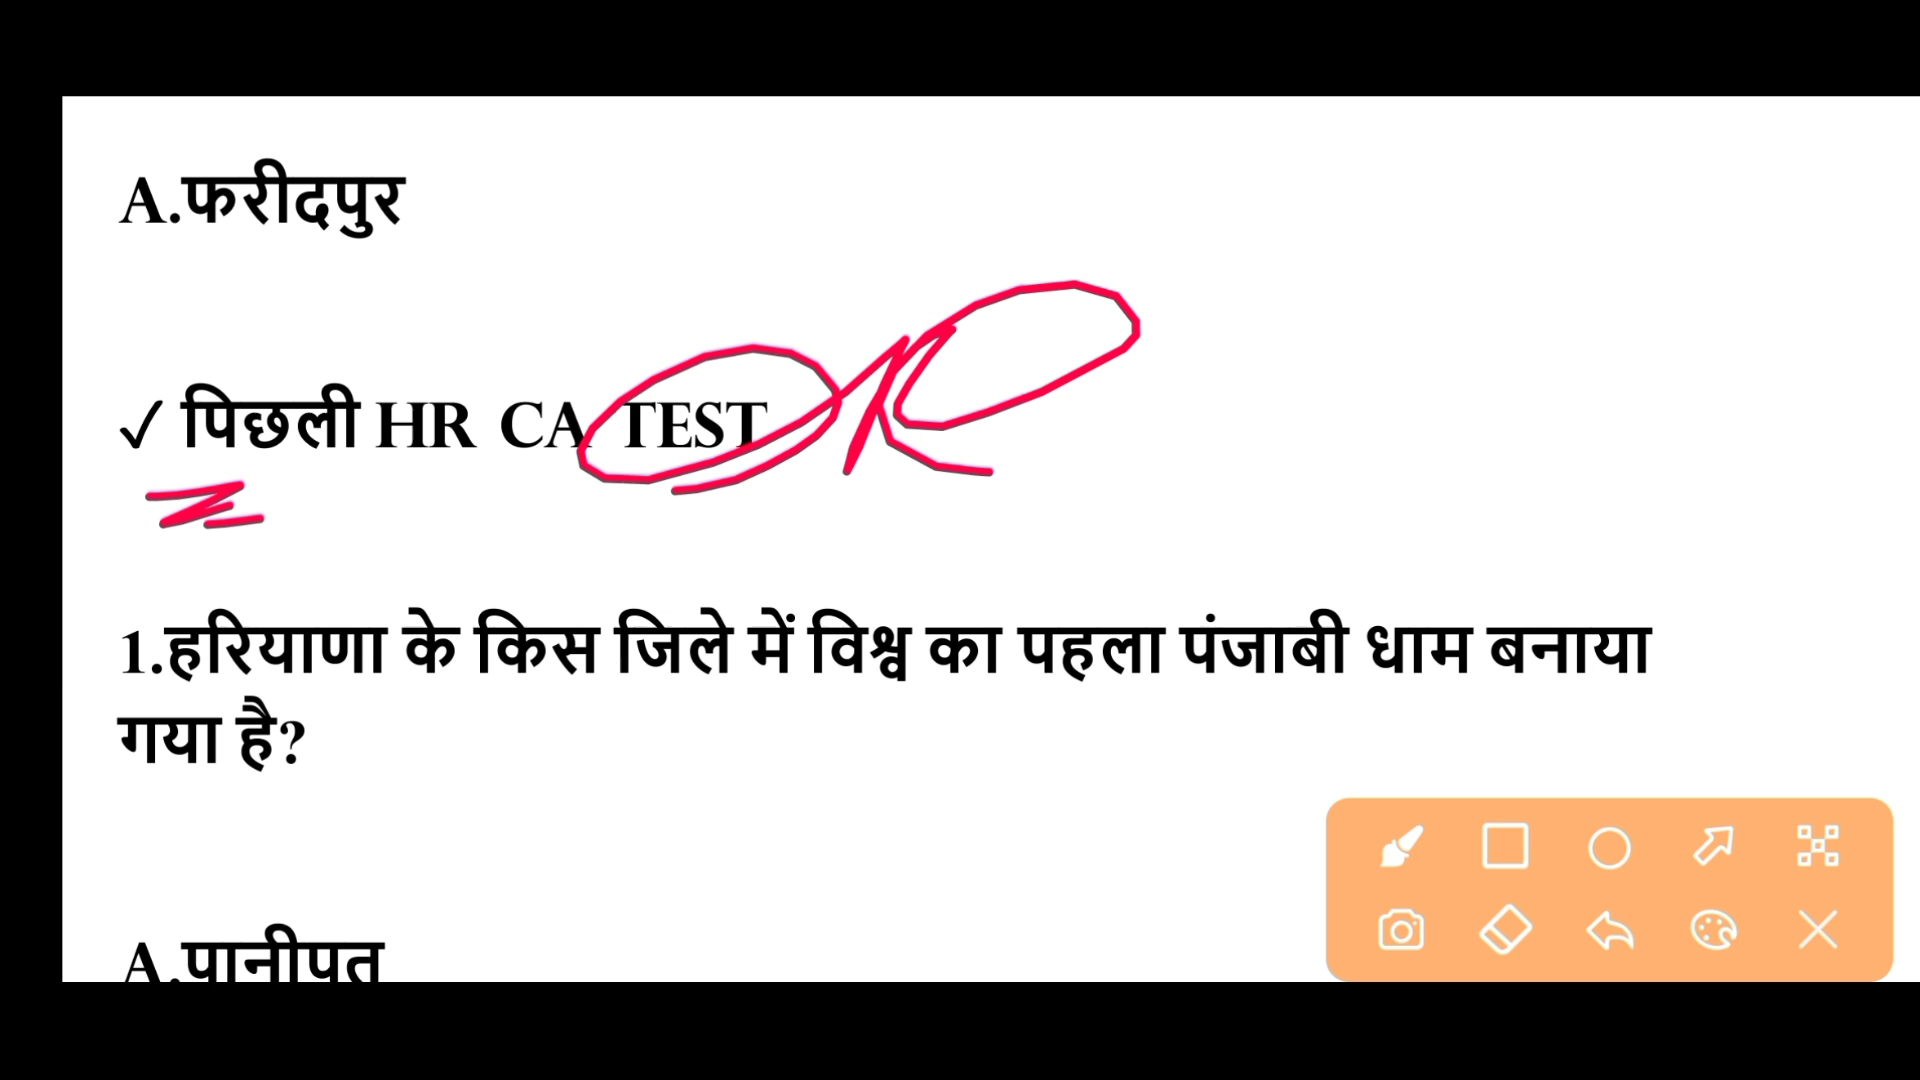 A.फरीदपुर
✓ पिछली HR CA TEST
1.हरियाणा के किस जिले में विश्व का पहला पंजाबी धाम बनाया
गया है?
A.पानीपत